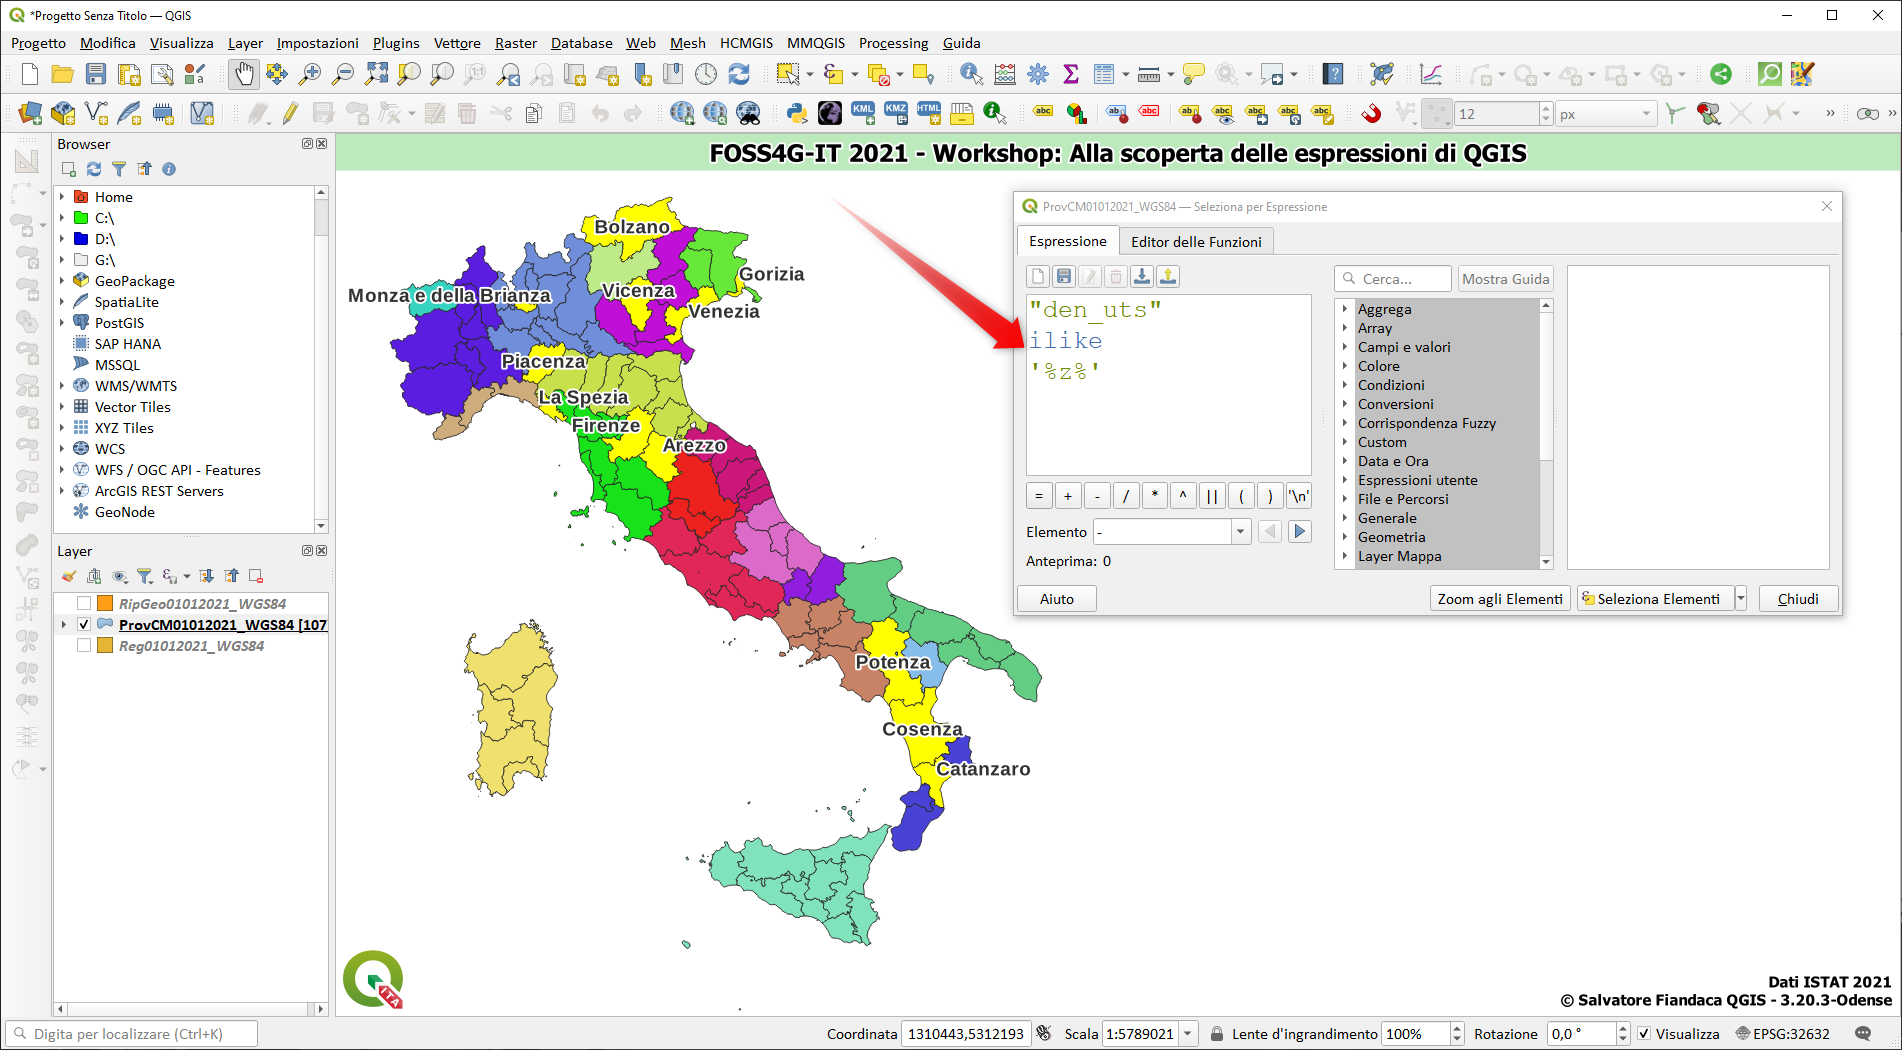 *Progetto Senza Titolo — QGIS
Progetto Modifica Visualizza Layer Impostazioni Plugins Vettore Raster Database Web Mesh HCMGIS MMQGIS Processing Guida
12 px
Browser
Home
C:\
D:\
G:\
GeoPackage
SpatiaLite
PostGIS
SAP HANA
MSSQL
WMS/WMTS
Vector Tiles
XYZ Tiles
WCS
WFS / OGC API - Features
ArcGIS REST Servers
GeoNode
Layer
RipGeo01012021_WGS84
ProvCM01012021_WGS84 [107
Reg01012021_WGS84
FOSS4G-IT 2021 - Workshop: Alla scoperta delle espressioni di QGIS
Bolzano
Gorizia
Monza e della Brianza
Vicenza
Venezia
Piacenza
La Spezia
Firenze
Arezzo
Potenza
Cosenza
Catanzaro
ITA
ProvCM01012021_WGS84 — Seleziona per Espressione
Espressione Editor delle Funzioni
"den_uts"
ilike
'%z%'
= + - / * ^ || ( ) '\n'
Elemento -
Anteprima: 0
Cerca... Mostra Guida
Aggrega
Array
Campi e valori
Colore
Condizioni
Conversioni
Corrispondenza Fuzzy
Custom
Data e Ora
Espressioni utente
File e Percorsi
Generale
Geometria
Layer Mappa
Aiuto Zoom agli Elementi Seleziona Elementi Chiudi
Dati ISTAT 2021
© Salvatore Fiandaca QGIS - 3.20.3-Odense
Digita per localizzare (Ctrl+K) Coordinata 1310443,5312193 Scala 1:5789021 Lente d'ingrandimento 100% Rotazione 0,0 ° Visualizza EPSG:32632